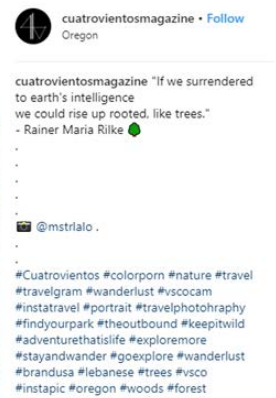 cuatrovientosmagazine • Follow
Oregon
cuatrovientosmagazine "If we surrendered
to earth's intelligence
we could rise up rooted, like trees."
- Rainer Maria Rilke 🌲
.
.
.
.
.
📷 @mstrlalo .
.
.
#Cuatrovientos #colorporn #nature #travel
#travelgram #wanderlust #vscocam
#instatravel #portrait #travelphotohraphy
#findyourpark #theoutbound #keepitwild
#adventurethatislife #exploremore
#stayandwander #goexplore #wanderlust
#brandusa #lebanese #trees #vsco
#instapic #oregon #woods #forest